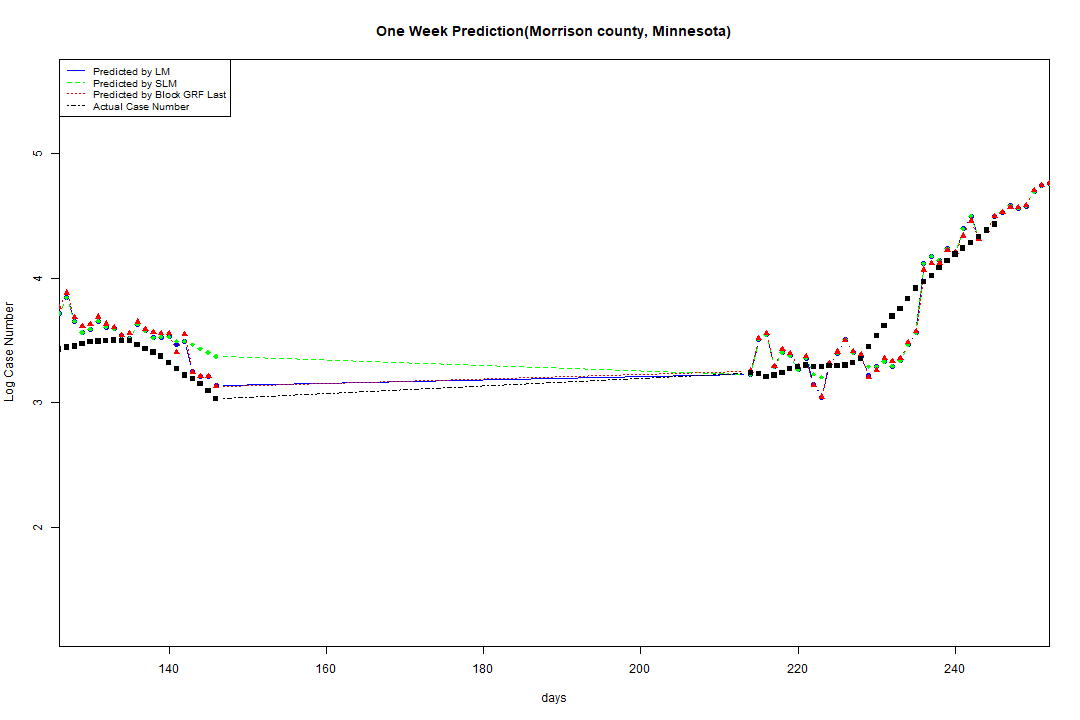 One Week Prediction(Morrison county, Minnesota)
Predicted by LM
Predicted by SLM
Predicted by Block GRF Last
Actual Case Number
Log Case Number
5
4
3
2
140 160 180 200 220 240
days